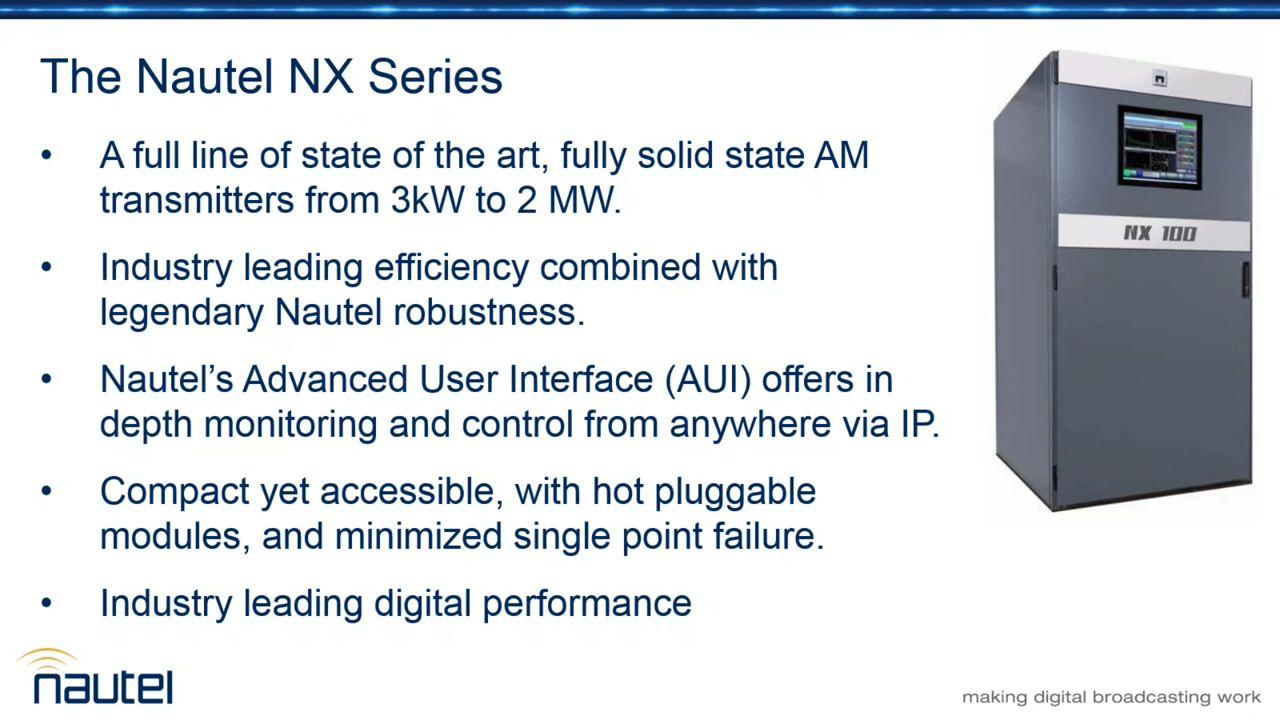 The Nautel NX Series
• A full line of state of the art, fully solid state AM
transmitters from 3kW to 2 MW.
• Industry leading efficiency combined with
legendary Nautel robustness.
• Nautel’s Advanced User Interface (AUI) offers in
depth monitoring and control from anywhere via IP.
• Compact yet accessible, with hot pluggable
modules, and minimized single point failure.
• Industry leading digital performance
NX 100
nautel
making digital broadcasting work